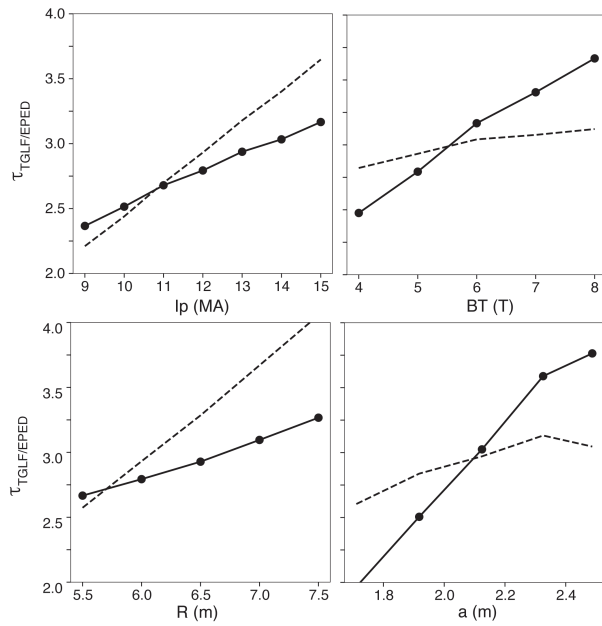 4.0
3.5
3.0
2.5
2.0
τTGLF/EPED
9 10 11 12 13 14 15
Ip (MA)
4 5 6 7 8
BT (T)
4.0
3.5
3.0
2.5
2.0
τTGLF/EPED
5.5 6.0 6.5 7.0 7.5
R (m)
1.8 2.0 2.2 2.4
a (m)